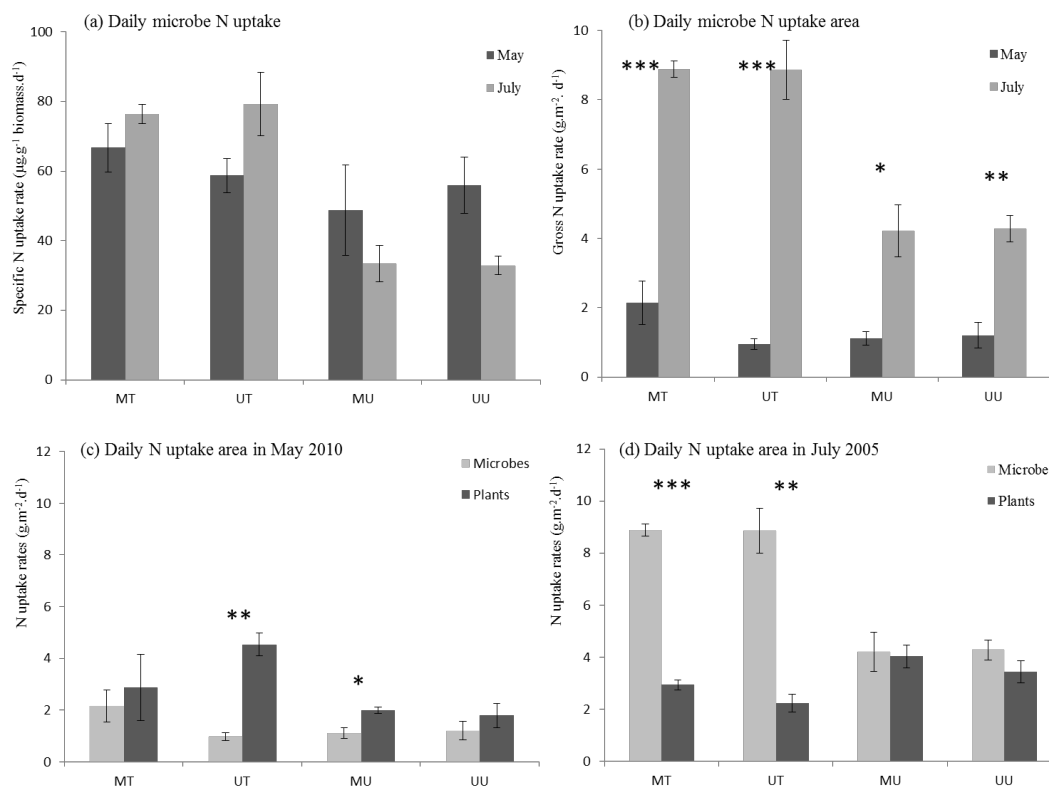 (a) Daily microbe N uptake
100
80
60
40
20
0
Specific N uptake rate (µg.g⁻¹ biomass.d⁻¹)
May
July
MT UT MU UU
(b) Daily microbe N uptake area
10
8
6
4
2
0
Gross N uptake rate (g.m⁻². d⁻¹)
May
July
*** *** * **
MT UT MU UU
(c) Daily N uptake area in May 2010
12
10
8
6
4
2
0
N uptake rates (g.m⁻².d⁻¹)
Microbes
Plants
** *
MT UT MU UU
(d) Daily N uptake area in July 2005
12
10
8
6
4
2
0
N uptake rates (g.m⁻².d⁻¹)
Microbe
Plants
*** **
MT UT MU UU